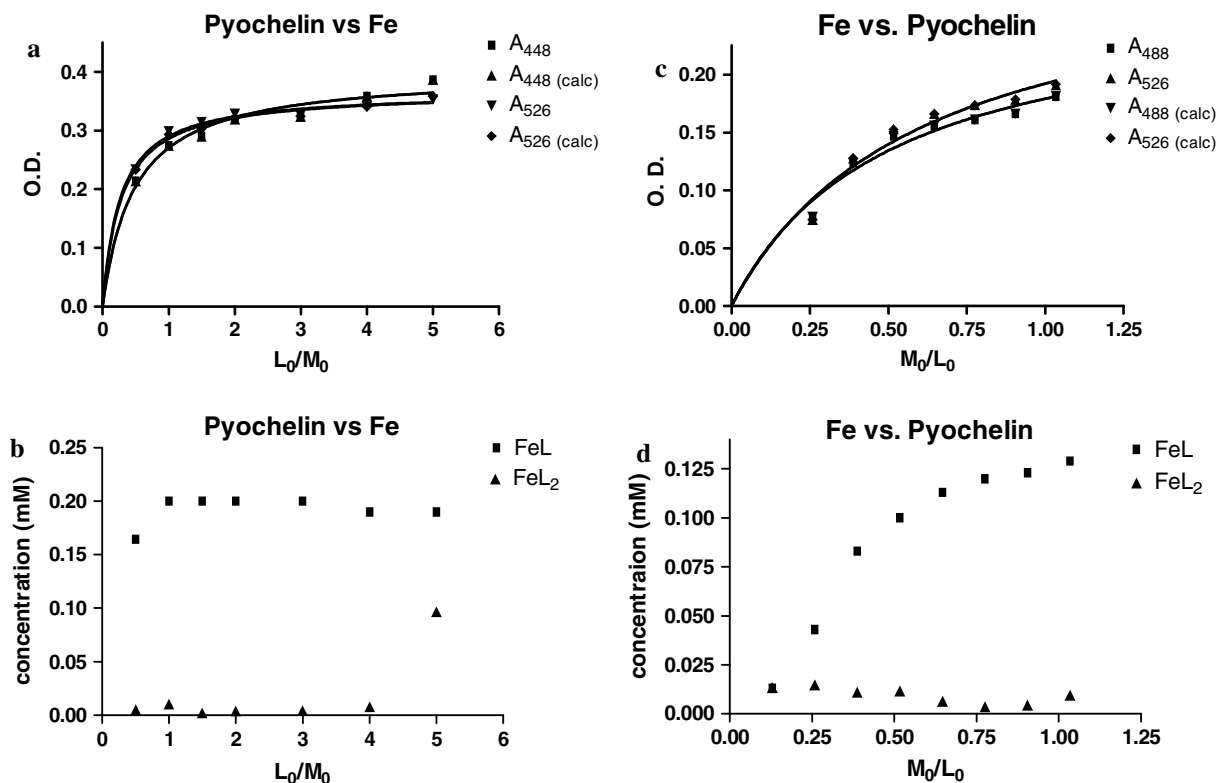 a
Pyochelin vs Fe
O.D.
0.4
0.3
0.2
0.1
0.0
0 1 2 3 4 5 6
L0/M0
A448
A448 (calc)
A526
A526 (calc)
c
Fe vs. Pyochelin
O. D.
0.20
0.15
0.10
0.05
0.00
0.00 0.25 0.50 0.75 1.00 1.25
M0/L0
A488
A526
A488 (calc)
A526 (calc)
b
Pyochelin vs Fe
concentration (mM)
0.25
0.20
0.15
0.10
0.05
0.00
0 1 2 3 4 5 6
L0/M0
FeL
FeL2
d
Fe vs. Pyochelin
concentraion (mM)
0.125
0.100
0.075
0.050
0.025
0.000
0.00 0.25 0.50 0.75 1.00 1.25
M0/L0
FeL
FeL2